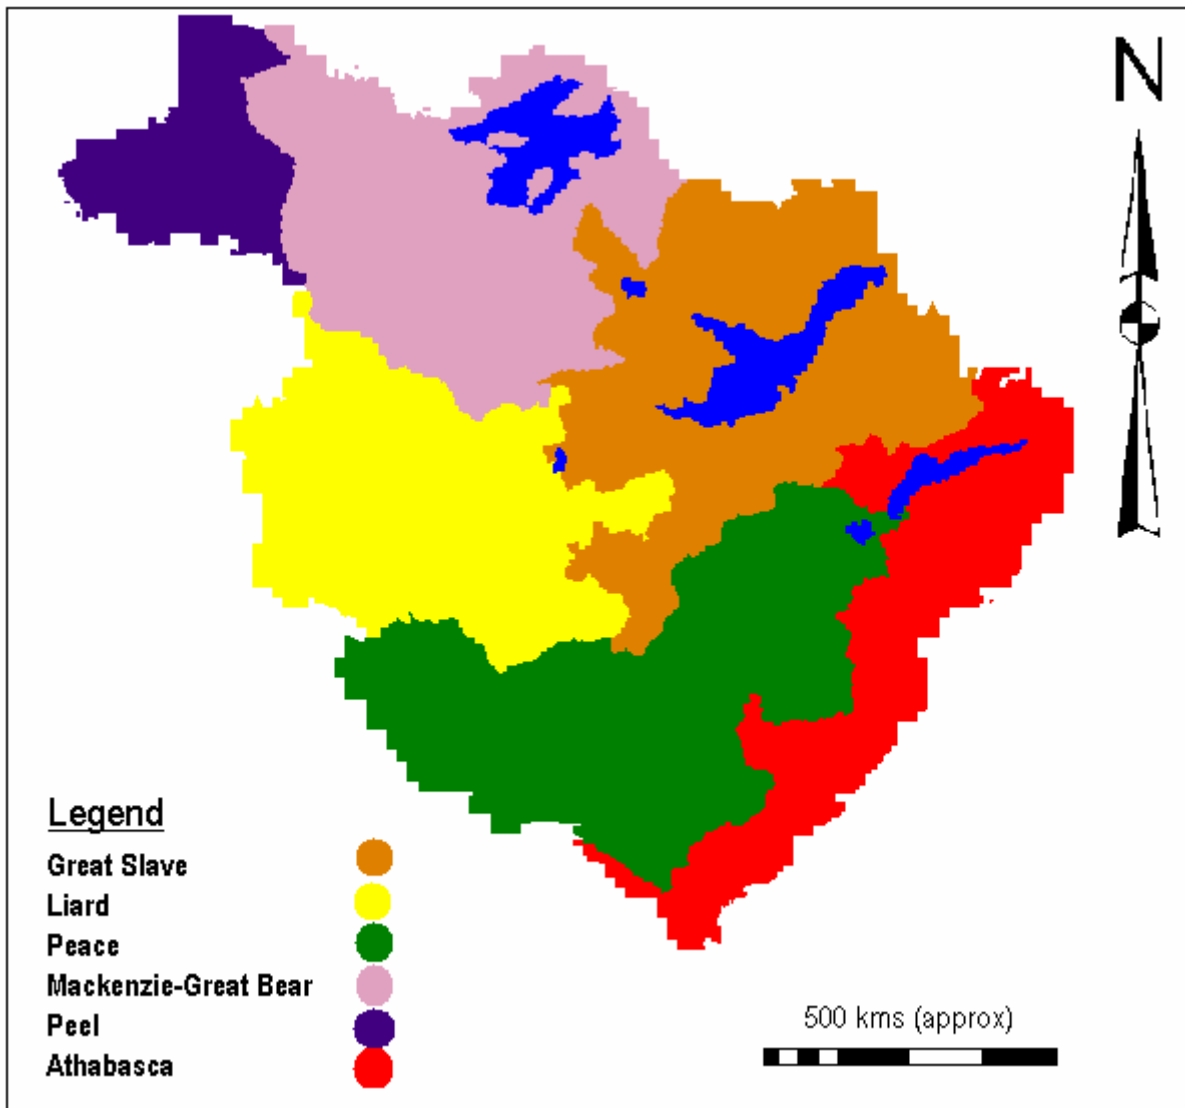 N
Legend
Great Slave
Liard
Peace
Mackenzie-Great Bear
Peel
Athabasca
500 kms (approx)